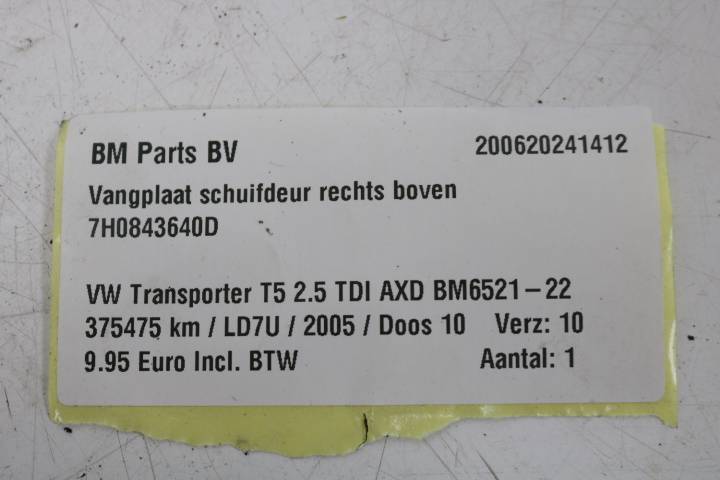 BM Parts BV 200620241412
Vangplaat schuifdeur rechts boven
7H0843640D
VW Transporter T5 2.5 TDI AXD BM6521-22
375475 km / LD7U / 2005 / Doos 10 Verz: 10
9.95 Euro Incl. BTW Aantal: 1